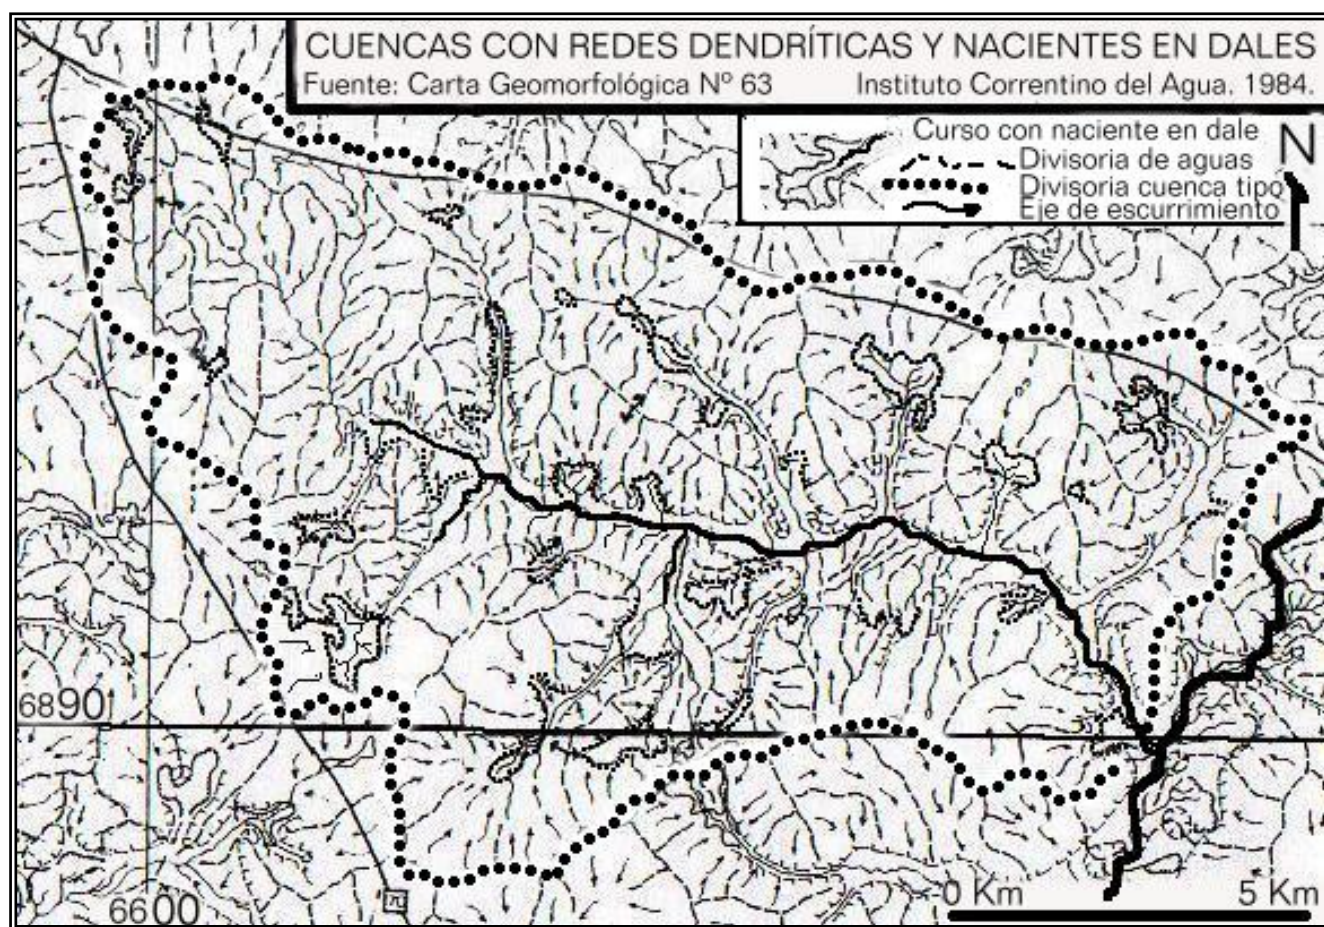 CUENCAS CON REDES DENDRÍTICAS Y NACIENTES EN DALES
Fuente: Carta Geomorfológica Nº 63 Instituto Correntino del Agua. 1984.
Curso con naciente en dale
N
Divisoria de aguas
Divisoria cuenca tipo
Eje de escurrimiento
6890
6600
0 Km 5 Km